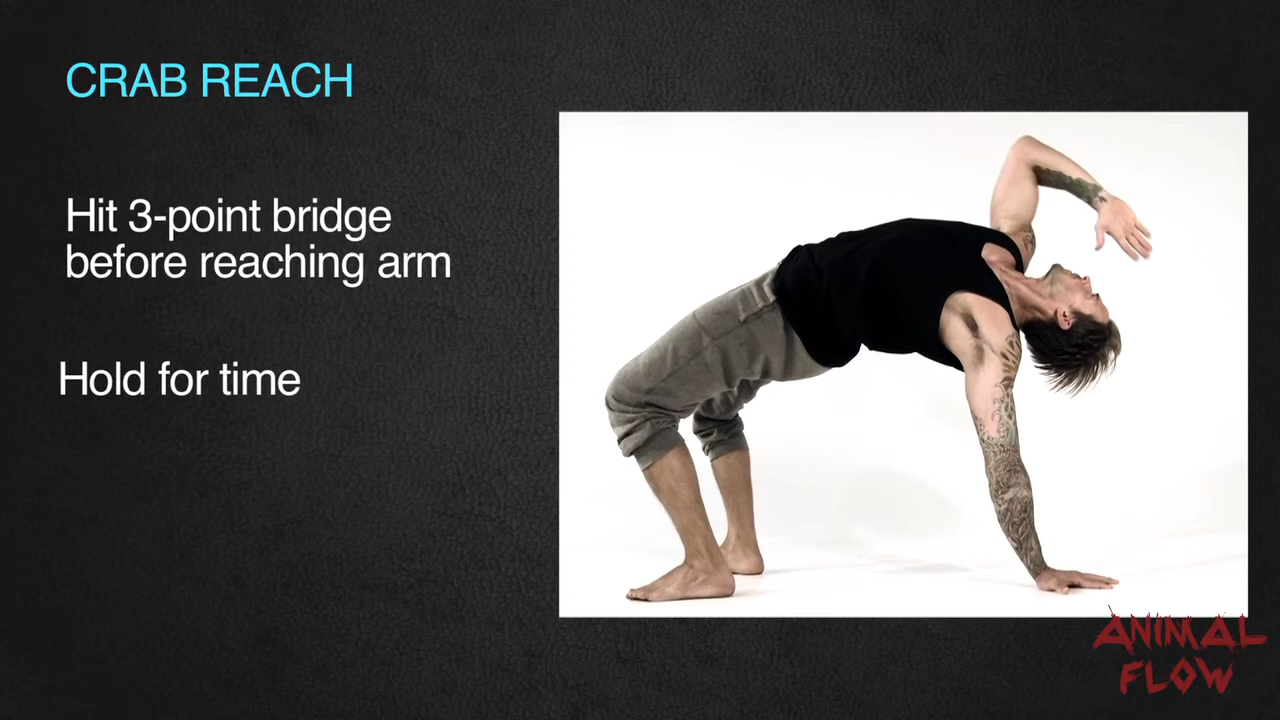 CRAB REACH
Hit 3-point bridge
before reaching arm
Hold for time
ANIMAL
FLOW